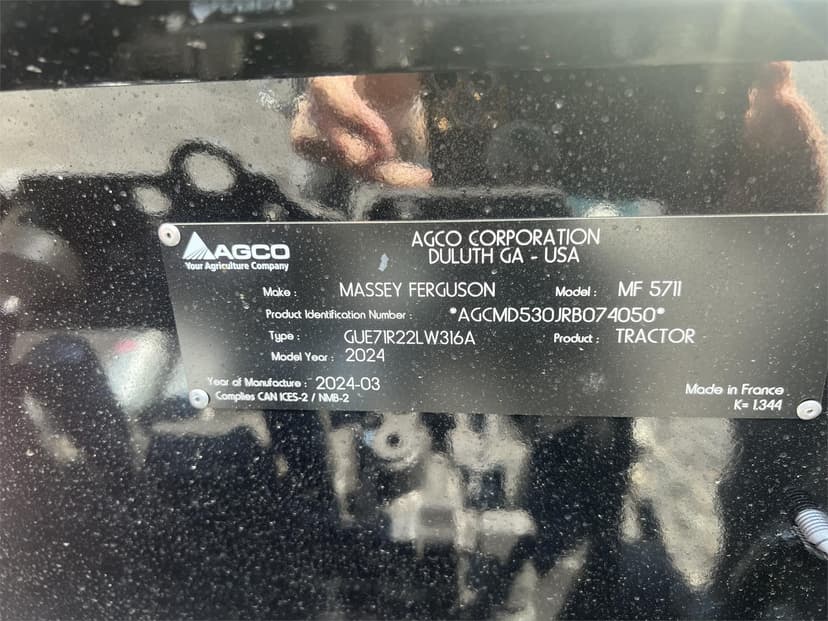 AGCO
Your Agriculture Company
AGCO CORPORATION
DULUTH GA - USA
Make : MASSEY FERGUSON Model : MF 5711
Product Identification Number : *AGCMD530JRB074050*
Type : GUE71R22LW316A Product : TRACTOR
Model Year : 2024
Year of Manufacture : 2024-03
Complies CAN ICES-2 / NMB-2
Made in France
K= 1.344